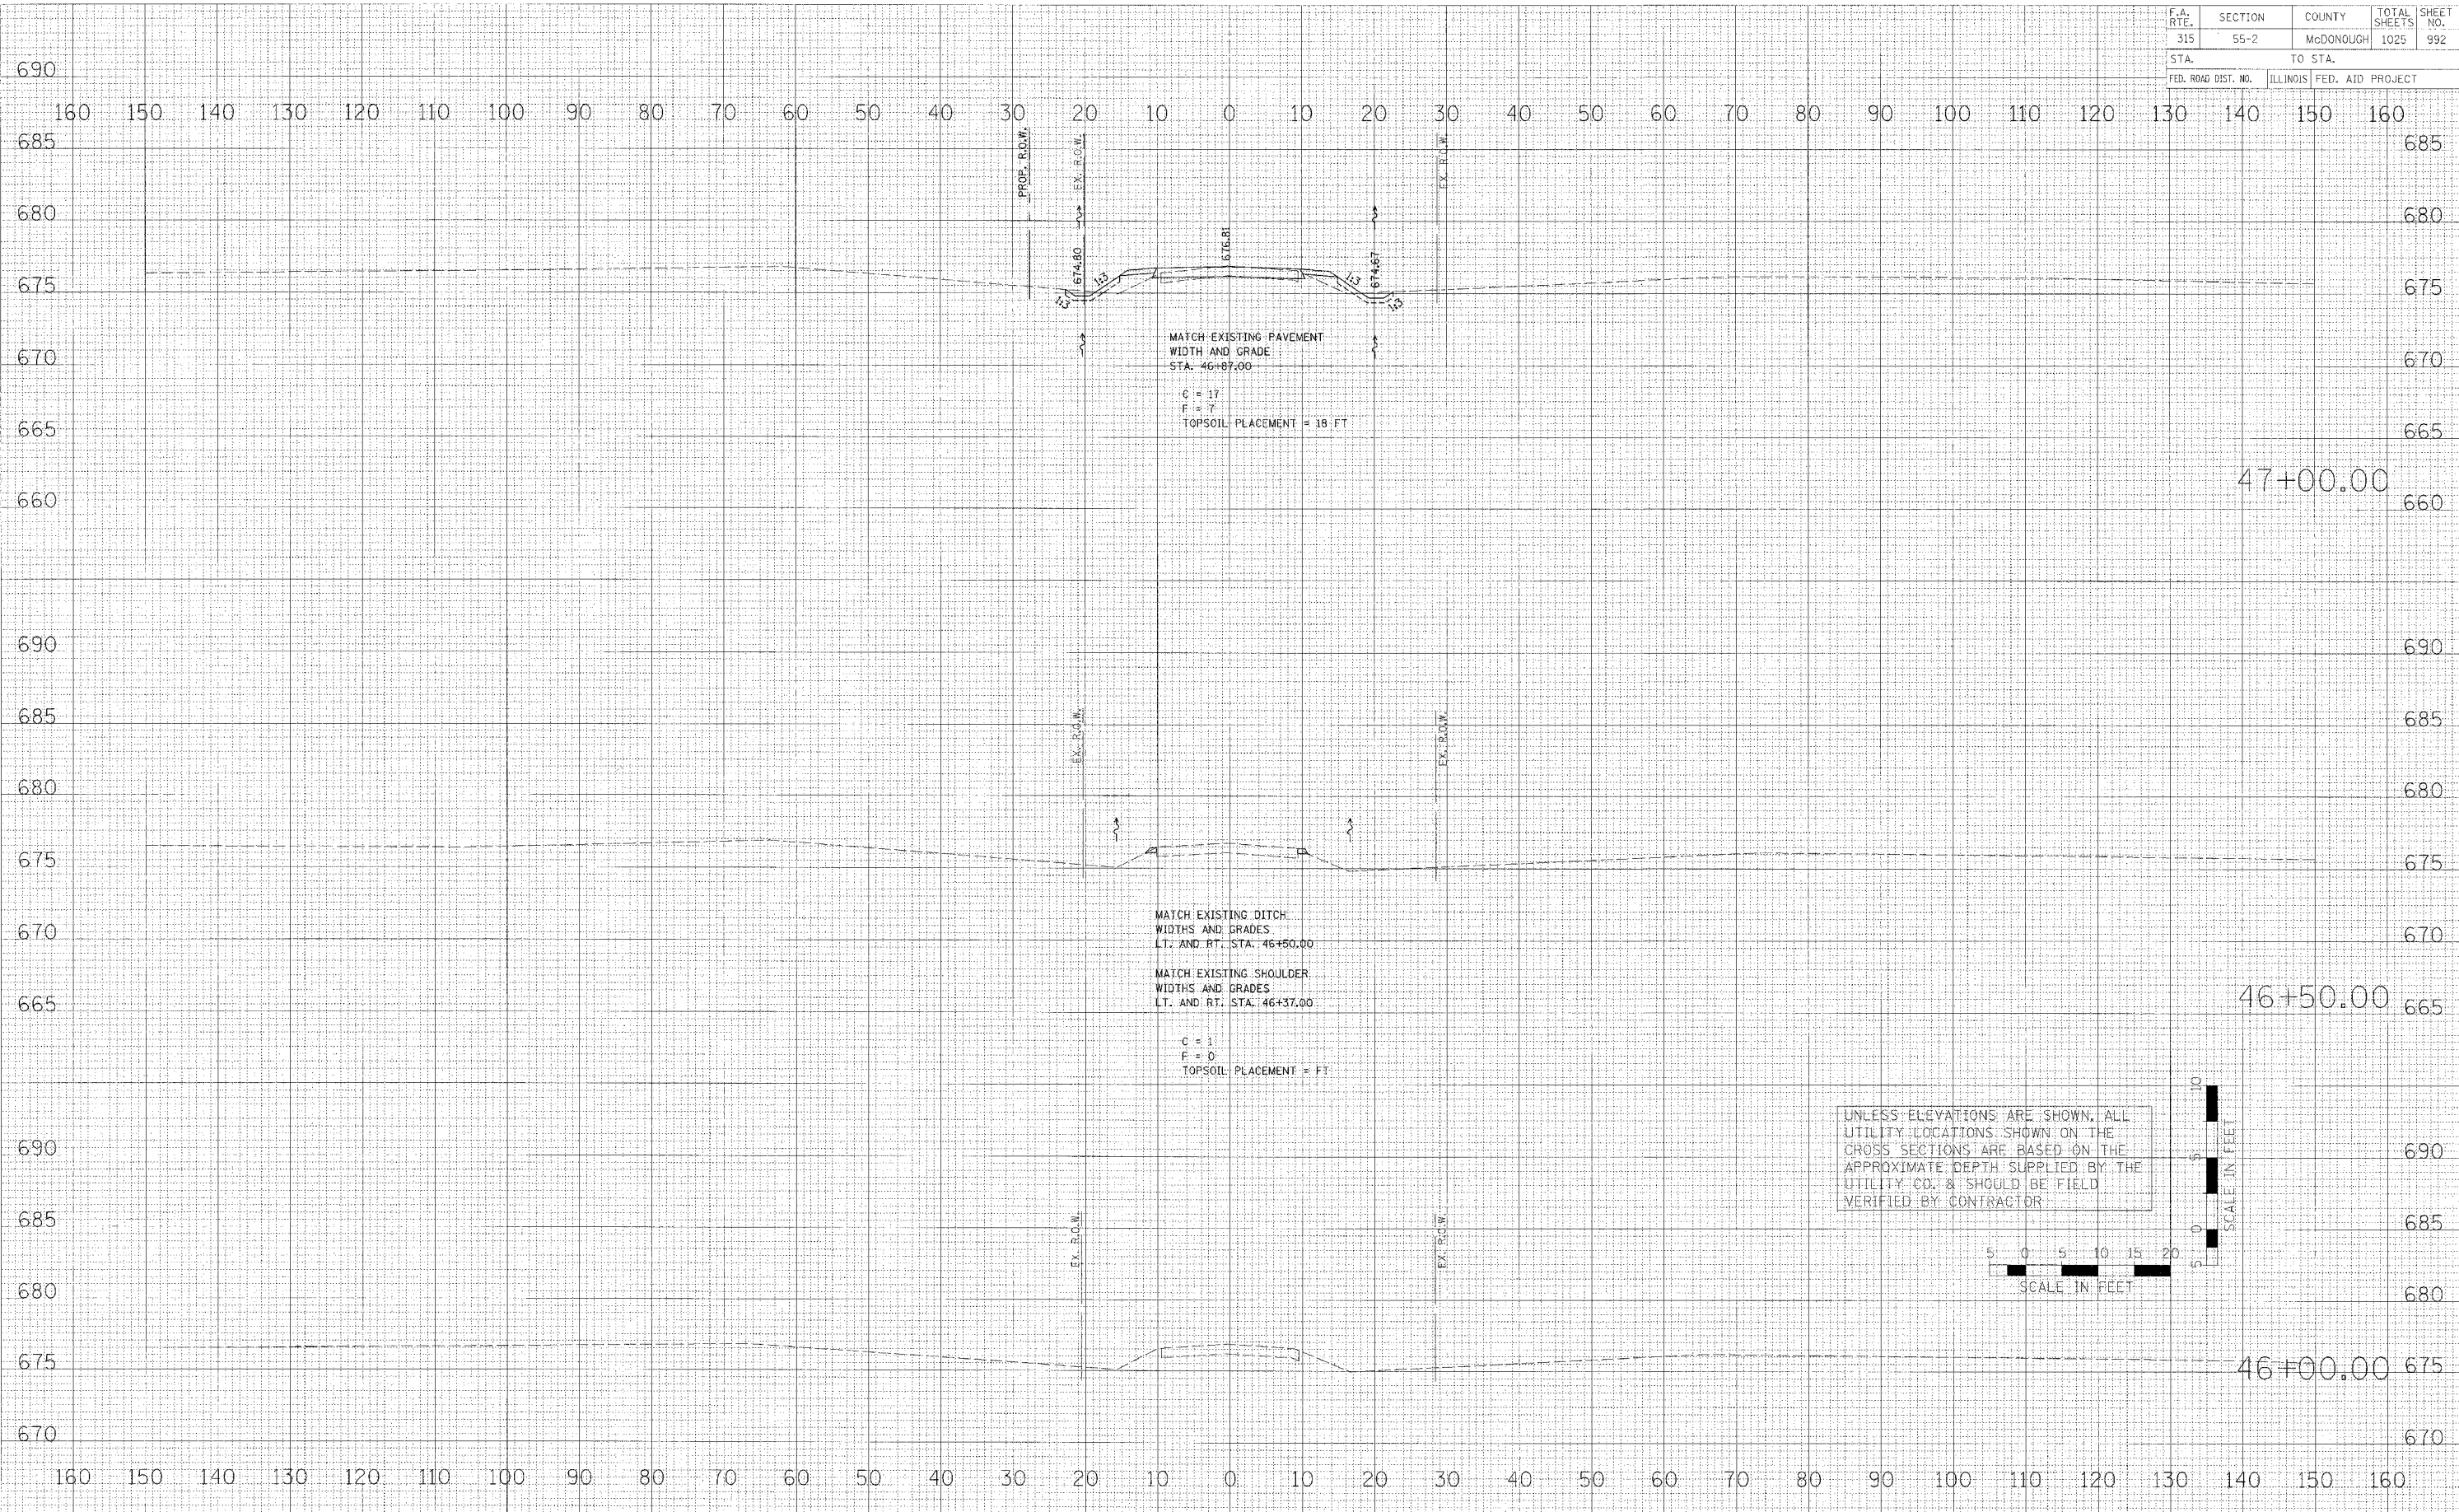 F.A. RTE. SECTION COUNTY TOTAL SHEETS SHEET NO.
315 55-2 McDONOUGH 1025 992
STA. TO STA.
FED. ROAD DIST. NO. ILLINOIS FED. AID PROJECT
690
160 150 140 130 120 110 100 90 80 70 60 50 40 30 20 10 0 10 20 30 40 50 60 70 80 90 100 110 120 130 140 150 160
685 685
PROP. R.O.W.
EX. R.O.W.
EX. R.O.W.
680 680
674.80
676.81
674.67
1:3
1:3
1:3
1:3
675 675
MATCH EXISTING PAVEMENT
WIDTH AND GRADE
STA. 46+87.00
670 670
C = 17
F = 7
TOPSOIL PLACEMENT = 18 FT
665 665
47+00.00
660 660
690 690
685 685
EX. R.O.W.
EX. R.O.W.
680 680
675 675
MATCH EXISTING DITCH
WIDTHS AND GRADES
LT. AND RT. STA. 46+50.00
670 670
MATCH EXISTING SHOULDER
WIDTHS AND GRADES
LT. AND RT. STA. 46+37.00
46+50.00
665 665
C = 1
F = 0
TOPSOIL PLACEMENT = FT
UNLESS ELEVATIONS ARE SHOWN, ALL
UTILITY LOCATIONS SHOWN ON THE
CROSS SECTIONS ARE BASED ON THE
APPROXIMATE DEPTH SUPPLIED BY THE
UTILITY CO. & SHOULD BE FIELD
VERIFIED BY CONTRACTOR
10 5 0 5
SCALE IN FEET
690 690
685 685
EX. R.O.W.
EX. R.O.W.
5 0 5 10 15 20
SCALE IN FEET
680 680
675 675
46+00.00
670 670
160 150 140 130 120 110 100 90 80 70 60 50 40 30 20 10 0 10 20 30 40 50 60 70 80 90 100 110 120 130 140 150 160